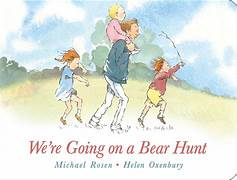 We're Going on a Bear Hunt
Michael Rosen • Helen Oxenbury